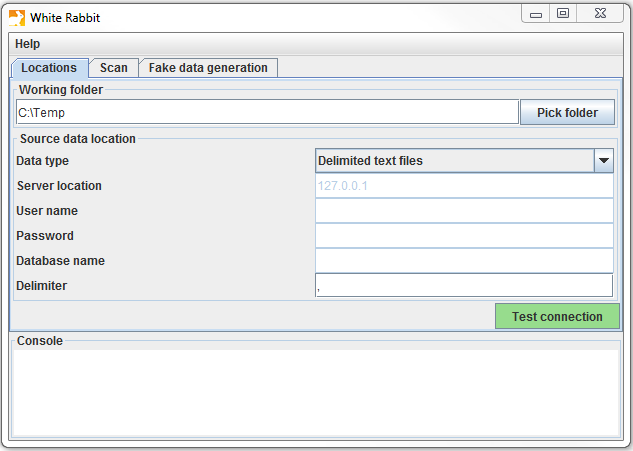 White Rabbit
Help
Locations Scan Fake data generation
Working folder
C:\Temp Pick folder
Source data location
Data type Delimited text files
Server location 127.0.0.1
User name
Password
Database name
Delimiter ,
Test connection
Console